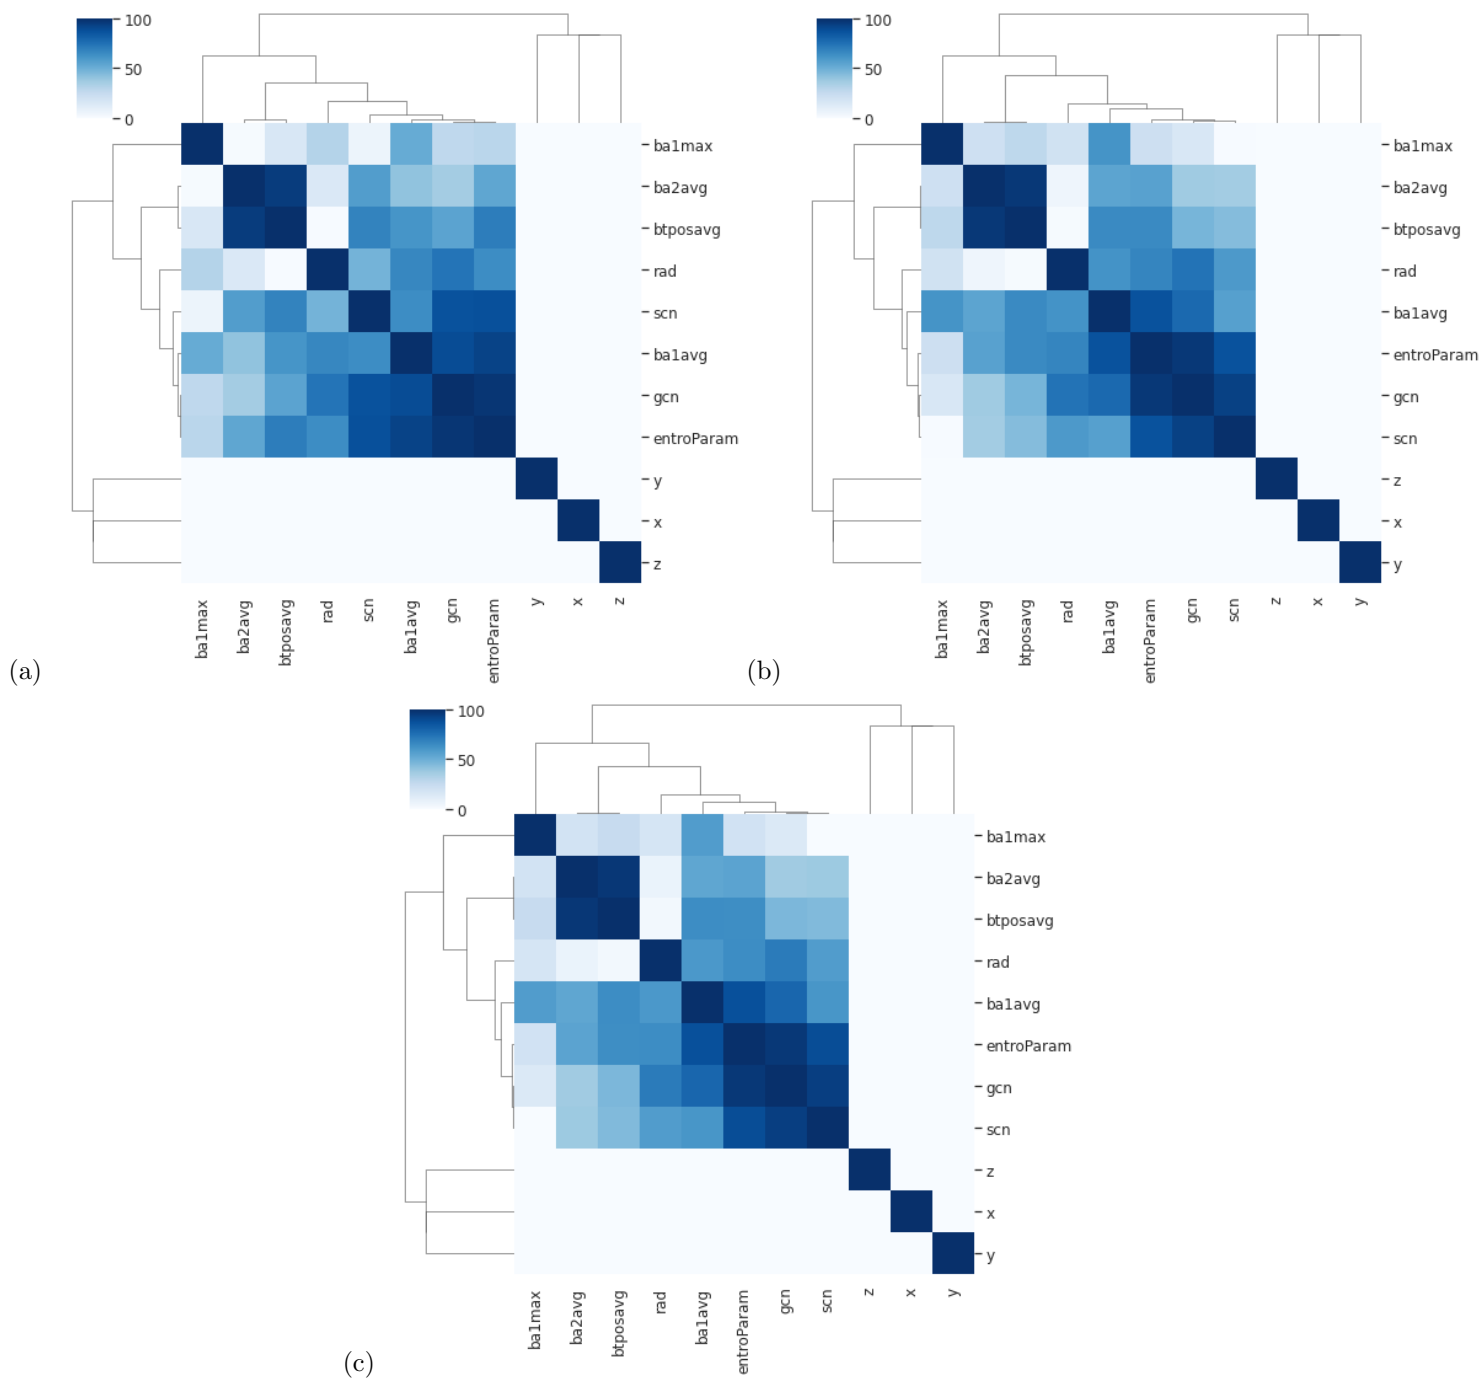 100
50
0
ba1max
ba2avg
btposavg
rad
scn
ba1avg
gcn
entroParam
y
x
z
ba1max
ba2avg
btposavg
rad
scn
ba1avg
gcn
entroParam
y
x
z
(a)
100
50
0
ba1max
ba2avg
btposavg
rad
ba1avg
entroParam
gcn
scn
z
x
y
ba1max
ba2avg
btposavg
rad
ba1avg
entroParam
gcn
scn
z
x
y
(b)
100
50
0
ba1max
ba2avg
btposavg
rad
ba1avg
entroParam
gcn
scn
z
x
y
ba1max
ba2avg
btposavg
rad
ba1avg
entroParam
gcn
scn
z
x
y
(c)